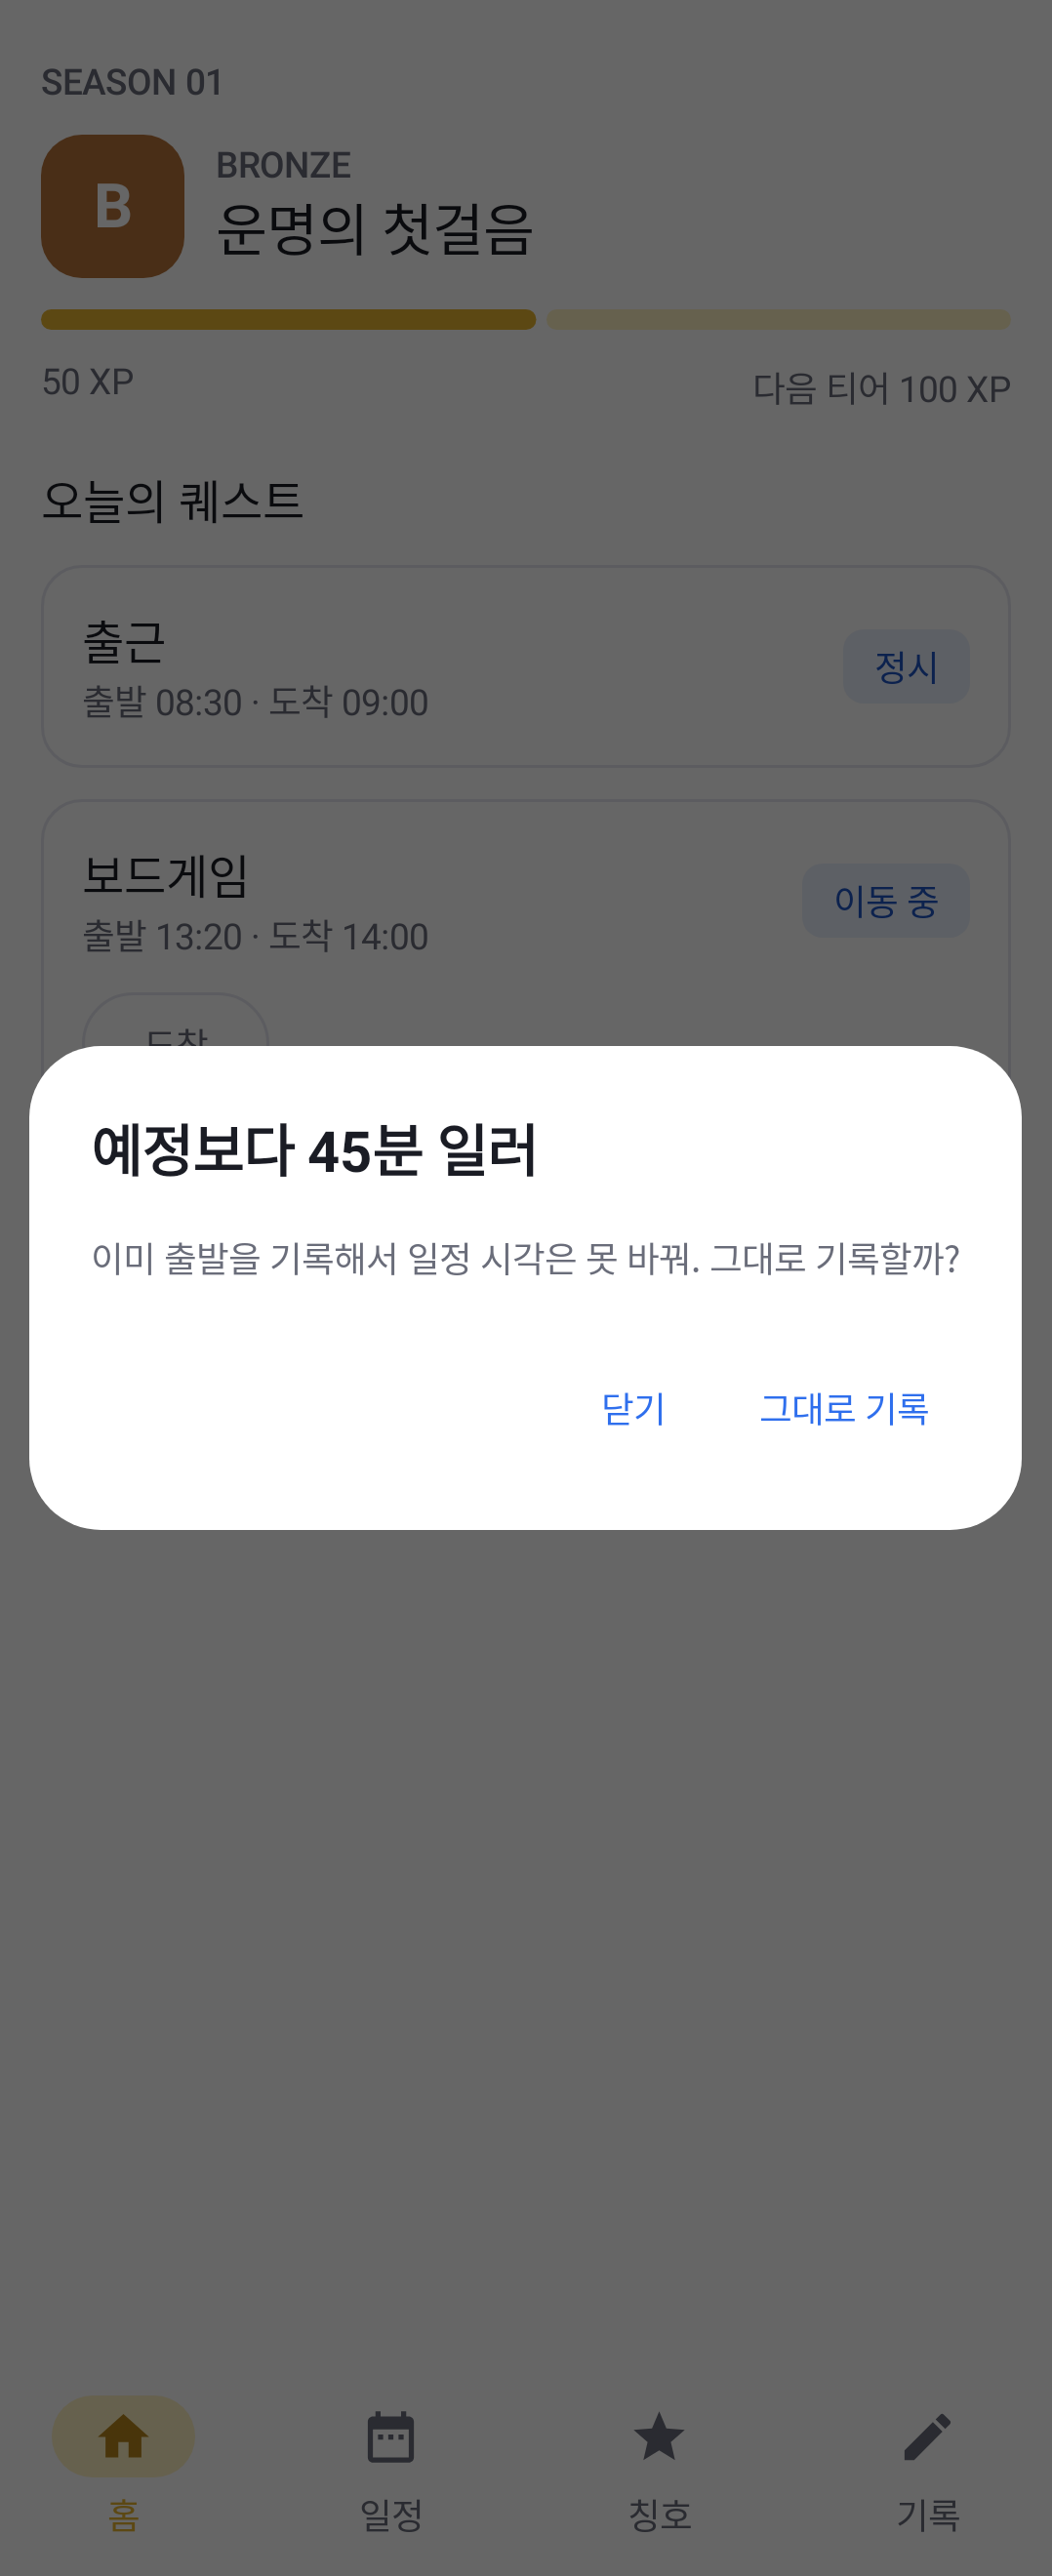 SEASON 01
B
BRONZE
운명의 첫걸음
50 XP
다음 티어 100 XP
오늘의 퀘스트
출근
출발 08:30 · 도착 09:00
정시
보드게임
출발 13:20 · 도착 14:00
이동 중
도착
예정보다 45분 일러
이미 출발을 기록해서 일정 시각은 못 바꿔. 그대로 기록할까?
닫기
그대로 기록
홈
일정
칭호
기록